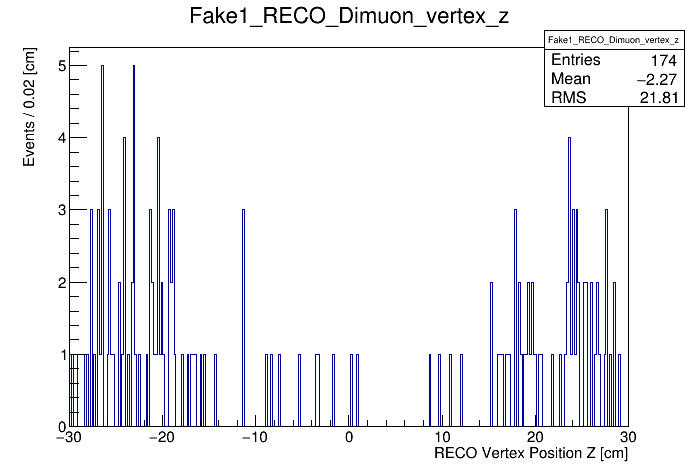 Fake1_RECO_Dimuon_vertex_z
Fake1_RECO_Dimuon_vertex_z
Entries 174
Mean −2.27
RMS 21.81
Events / 0.02 [cm]
5
4
3
2
1
0
−30 −20 −10 0 10 20 30
RECO Vertex Position Z [cm]